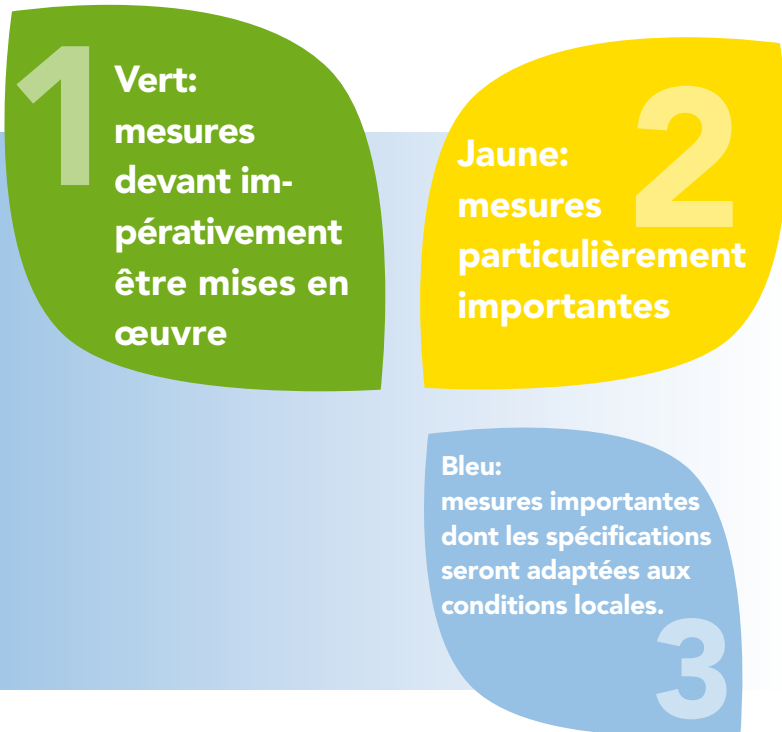 1
Vert:
mesures
devant im-
pérativement
être mises en
œuvre
2
Jaune:
mesures
particulièrement
importantes
Bleu:
mesures importantes
dont les spécifications
seront adaptées aux
conditions locales.
3